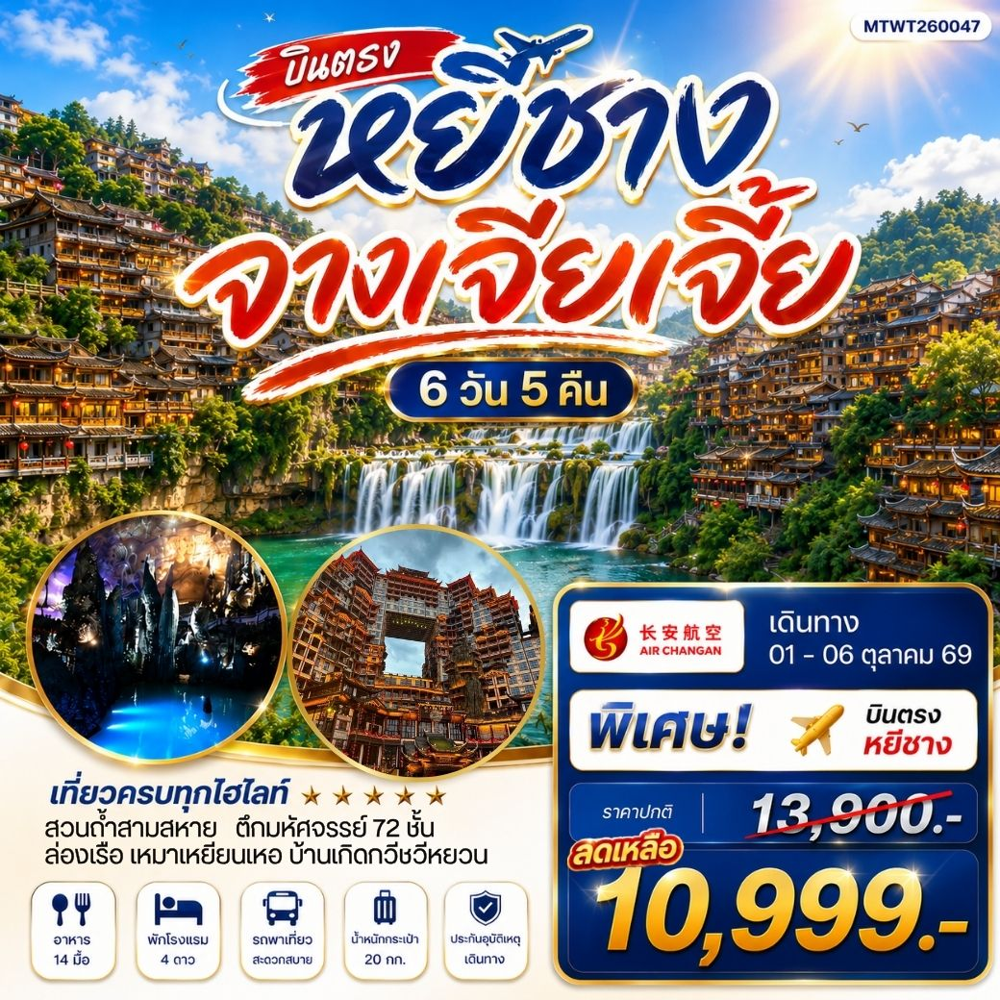 MTWT260047
บินตรง
หยีชาง
จางเจียเจี้ย
6 วัน 5 คืน
长安航空
AIR CHANGAN
เดินทาง
01 - 06 ตุลาคม 69
พิเศษ!
บินตรง
หยีชาง
ราคาปกติ
13,900.-
ลดเหลือ
10,999.-
เที่ยวครบทุกไฮไลท์
สวนถ้ำสามสหาย ตึกมหัศจรรย์ 72 ชั้น
ล่องเรือ เหมาเหยียนเหอ บ้านเกิดกวีชวีหยวน
อาหาร
14 มื้อ
พักโรงแรม
4 ดาว
รถพาเที่ยว
สะดวกสบาย
น้ำหนักกระเป๋า
20 กก.
ประกันอุบัติเหตุ
เดินทาง